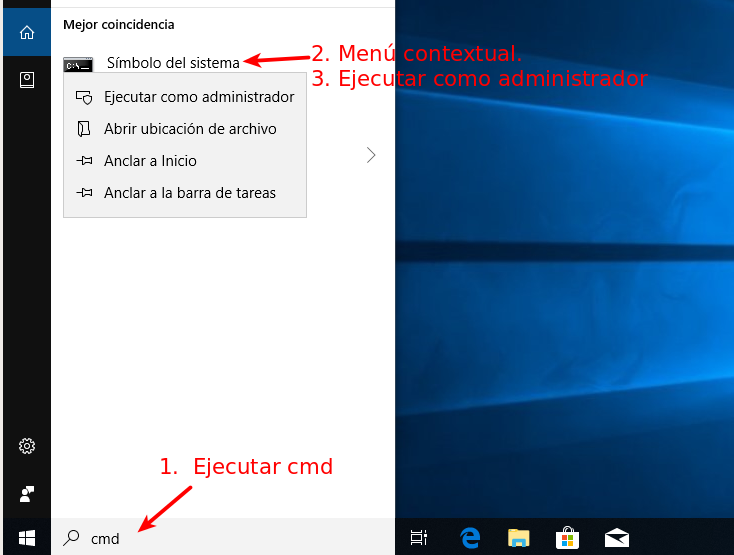 Mejor coincidencia
Símbolo del sistema
2. Menú contextual.
3. Ejecutar como administrador
Ejecutar como administrador
Abrir ubicación de archivo
Anclar a Inicio
Anclar a la barra de tareas
1. Ejecutar cmd
cmd